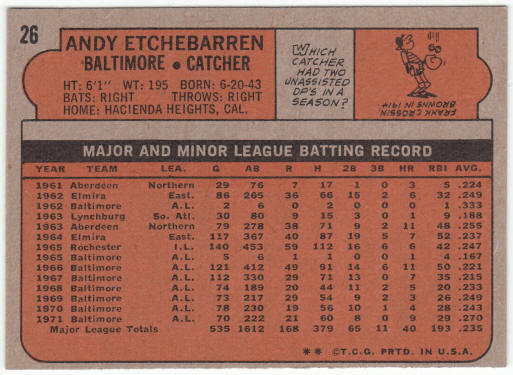 26
ANDY ETCHEBARREN
BALTIMORE • CATCHER
HT: 6'1" WT: 195 BORN: 6-20-43
BATS: RIGHT THROWS: RIGHT
HOME: HACIENDA HEIGHTS, CAL.
WHICH
CATCHER
HAD TWO
UNASSISTED
DP'S IN A
SEASON?
FRANK CROSSIN
BROWNS IN 1914
MAJOR AND MINOR LEAGUE BATTING RECORD
YEAR TEAM LEA. G AB R H 2B 3B HR RBI AVG.
1961 Aberdeen Northern 29 76 7 17 1 0 3 5 .224
1962 Elmira East. 86 265 36 66 15 2 6 32 .249
1962 Baltimore A.L. 2 6 0 2 0 0 0 1 .333
1963 Lynchburg So. Atl. 30 80 9 15 3 0 1 9 .188
1963 Aberdeen Northern 79 278 38 71 9 2 11 48 .255
1964 Elmira East. 117 367 40 87 19 5 7 52 .237
1965 Rochester I.L. 140 453 59 112 16 6 6 42 .247
1965 Baltimore A.L. 5 6 1 1 0 0 1 4 .167
1966 Baltimore A.L. 121 412 49 91 14 6 11 50 .221
1967 Baltimore A.L. 112 330 29 71 13 0 7 35 .215
1968 Baltimore A.L. 74 189 20 44 11 2 5 20 .233
1969 Baltimore A.L. 73 217 29 54 9 2 3 26 .249
1970 Baltimore A.L. 78 230 19 56 10 1 4 28 .243
1971 Baltimore A.L. 70 222 21 60 8 0 9 29 .270
Major League Totals 535 1612 168 379 65 11 40 193 .235
** © T.C.G. PRTD. IN U.S.A.